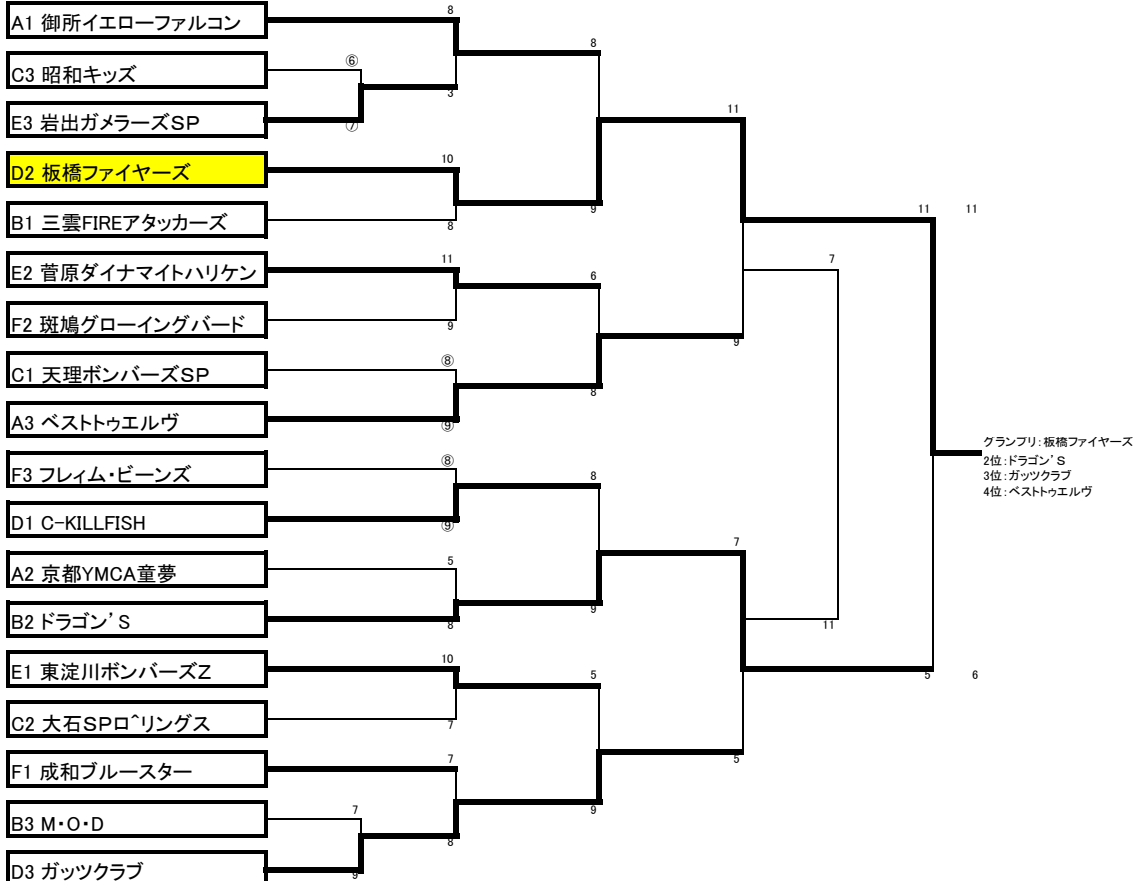 A1 御所イエローファルコン
8
8
C3 昭和キッズ
⑥
3
E3 岩出ガメラーズSP
⑦
11
D2 板橋ファイヤーズ
10
9
B1 三雲FIREアタッカーズ
8
11
11
E2 菅原ダイナマイトハリケン
11
6
7
F2 斑鳩グローイングバード
9
9
C1 天理ボンバーズSP
⑧
8
A3 ベストトゥエルヴ
⑨
グランプリ:板橋ファイヤーズ
2位:ドラゴン'S
3位:ガッツクラブ
4位:ベストトゥエルヴ
F3 フレィム・ビーンズ
⑧
8
D1 C-KILLFISH
⑨
7
A2 京都YMCA童夢
5
9
B2 ドラゴン'S
8
11
E1 東淀川ボンバーズZ
10
5
5
6
C2 大石SPロ^リングス
7
F1 成和ブルースター
7
5
B3 M・O・D
7
8
9
D3 ガッツクラブ
9